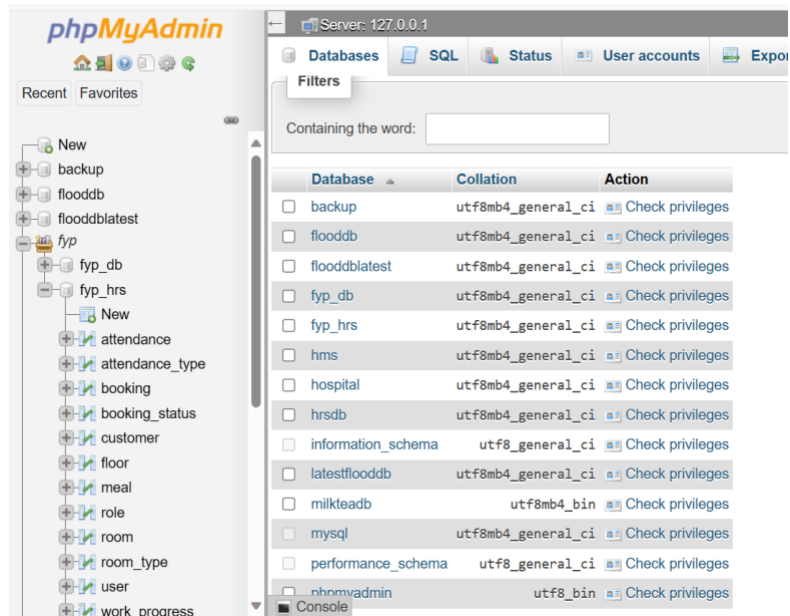 phpMyAdmin
Recent Favorites
New
backup
flooddb
flooddblatest
fyp
fyp_db
fyp_hrs
New
attendance
attendance_type
booking
booking_status
customer
floor
meal
role
room
room_type
user
work_progress
Server: 127.0.0.1
Databases SQL Status User accounts Expor
Filters
Containing the word:
Database Collation Action
backup utf8mb4_general_ci Check privileges
flooddb utf8mb4_general_ci Check privileges
flooddblatest utf8mb4_general_ci Check privileges
fyp_db utf8mb4_general_ci Check privileges
fyp_hrs utf8mb4_general_ci Check privileges
hms utf8mb4_general_ci Check privileges
hospital utf8mb4_general_ci Check privileges
hrsdb utf8mb4_general_ci Check privileges
information_schema utf8_general_ci Check privileges
latestflooddb utf8mb4_general_ci Check privileges
milkteadb utf8mb4_bin Check privileges
mysql utf8mb4_general_ci Check privileges
performance_schema utf8_general_ci Check privileges
phpmyadmin utf8_bin Check privileges
Console